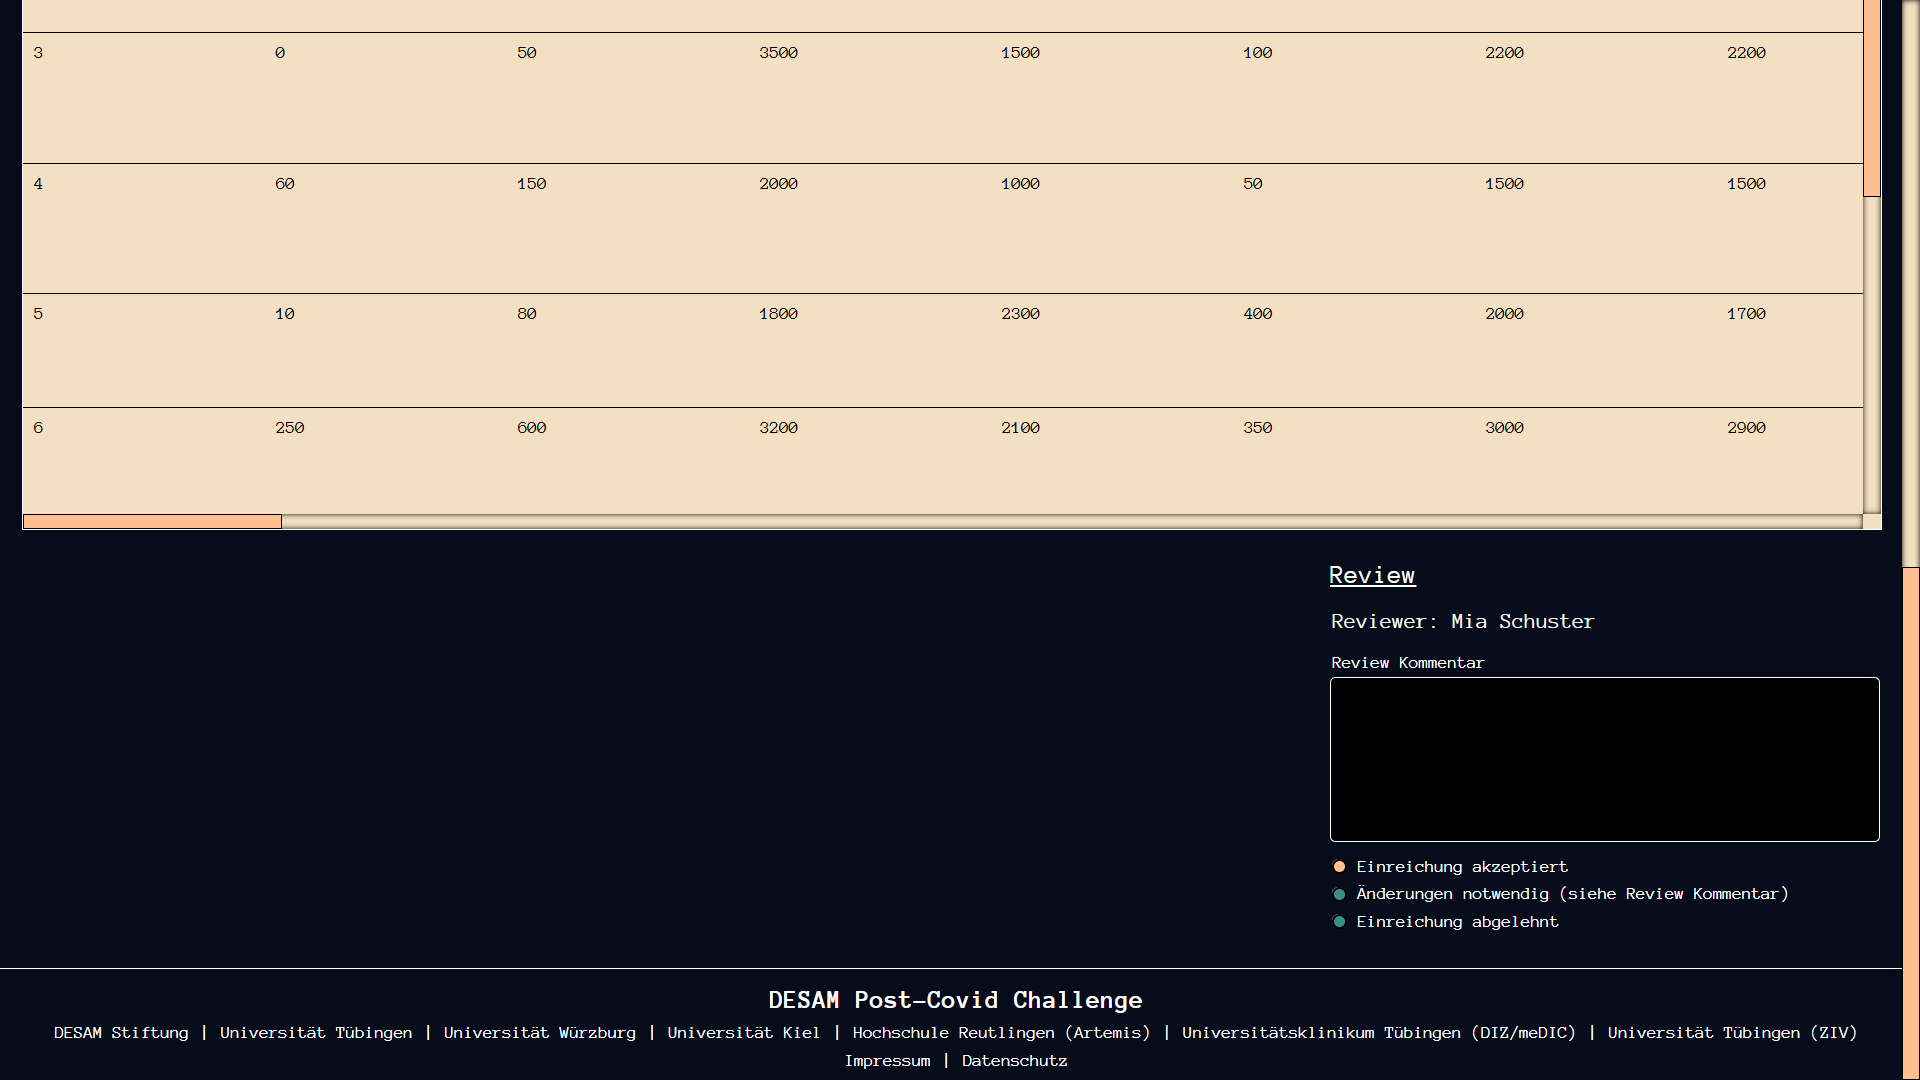 3 0 50 3500 1500 100 2200 2200
4 60 150 2000 1000 50 1500 1500
5 10 80 1800 2300 400 2000 1700
6 250 600 3200 2100 350 3000 2900
Review
Reviewer: Mia Schuster
Review Kommentar
Einreichung akzeptiert
Änderungen notwendig (siehe Review Kommentar)
Einreichung abgelehnt
DESAM Post-Covid Challenge
DESAM Stiftung | Universität Tübingen | Universität Würzburg | Universität Kiel | Hochschule Reutlingen (Artemis) | Universitätsklinikum Tübingen (DIZ/meDIC) | Universität Tübingen (ZIV)
Impressum | Datenschutz